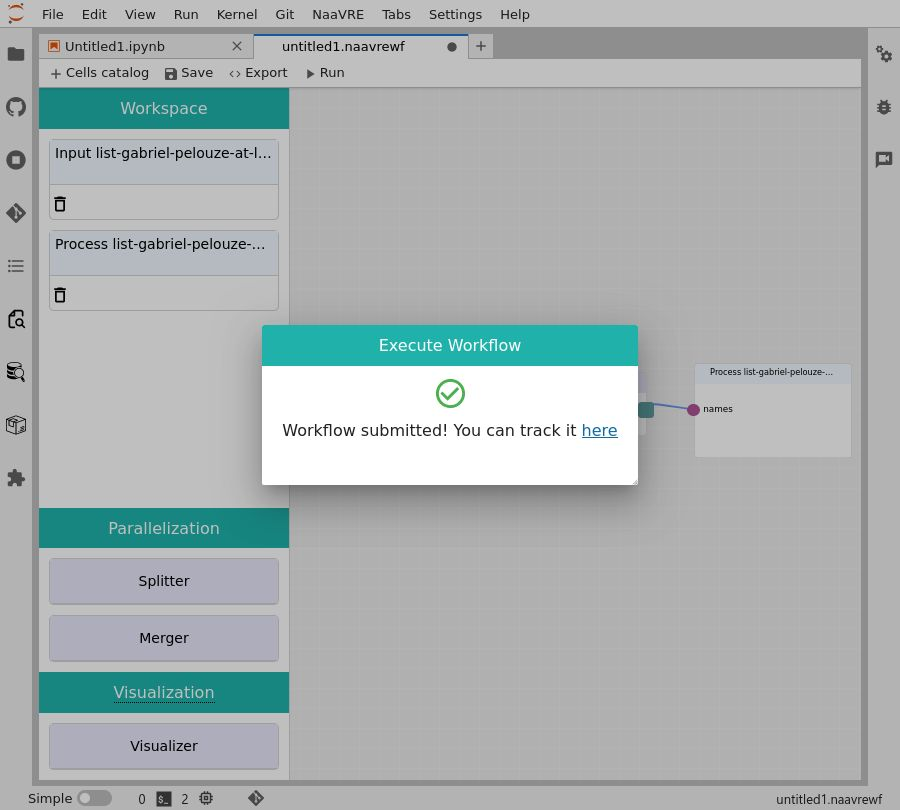 File Edit View Run Kernel Git NaaVRE Tabs Settings Help
Untitled1.ipynb untitled1.naavrewf
Cells catalog Save Export Run
Workspace
Input list-gabriel-pelouze-at-l...
Process list-gabriel-pelouze-...
Execute Workflow
Workflow submitted! You can track it here
Process list-gabriel-pelouze-...
names
Parallelization
Splitter
Merger
Visualization
Visualizer
Simple 0 $_ 2 untitled1.naavrewf